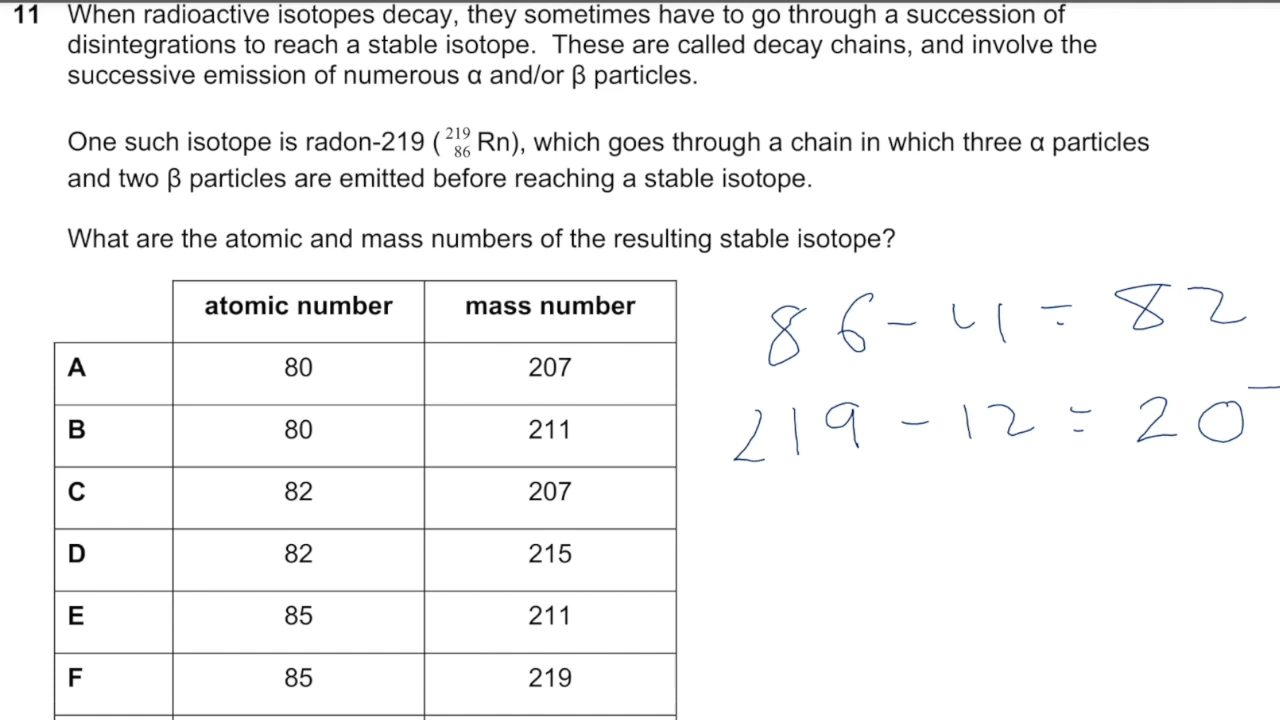 11 When radioactive isotopes decay, they sometimes have to go through a succession of
disintegrations to reach a stable isotope. These are called decay chains, and involve the
successive emission of numerous α and/or β particles.
One such isotope is radon-219 (²¹⁹₈₆Rn), which goes through a chain in which three α particles
and two β particles are emitted before reaching a stable isotope.
What are the atomic and mass numbers of the resulting stable isotope?
atomic number mass number
A 80 207
B 80 211
C 82 207
D 82 215
E 85 211
F 85 219
86 - 4 = 82
219 - 12 = 20